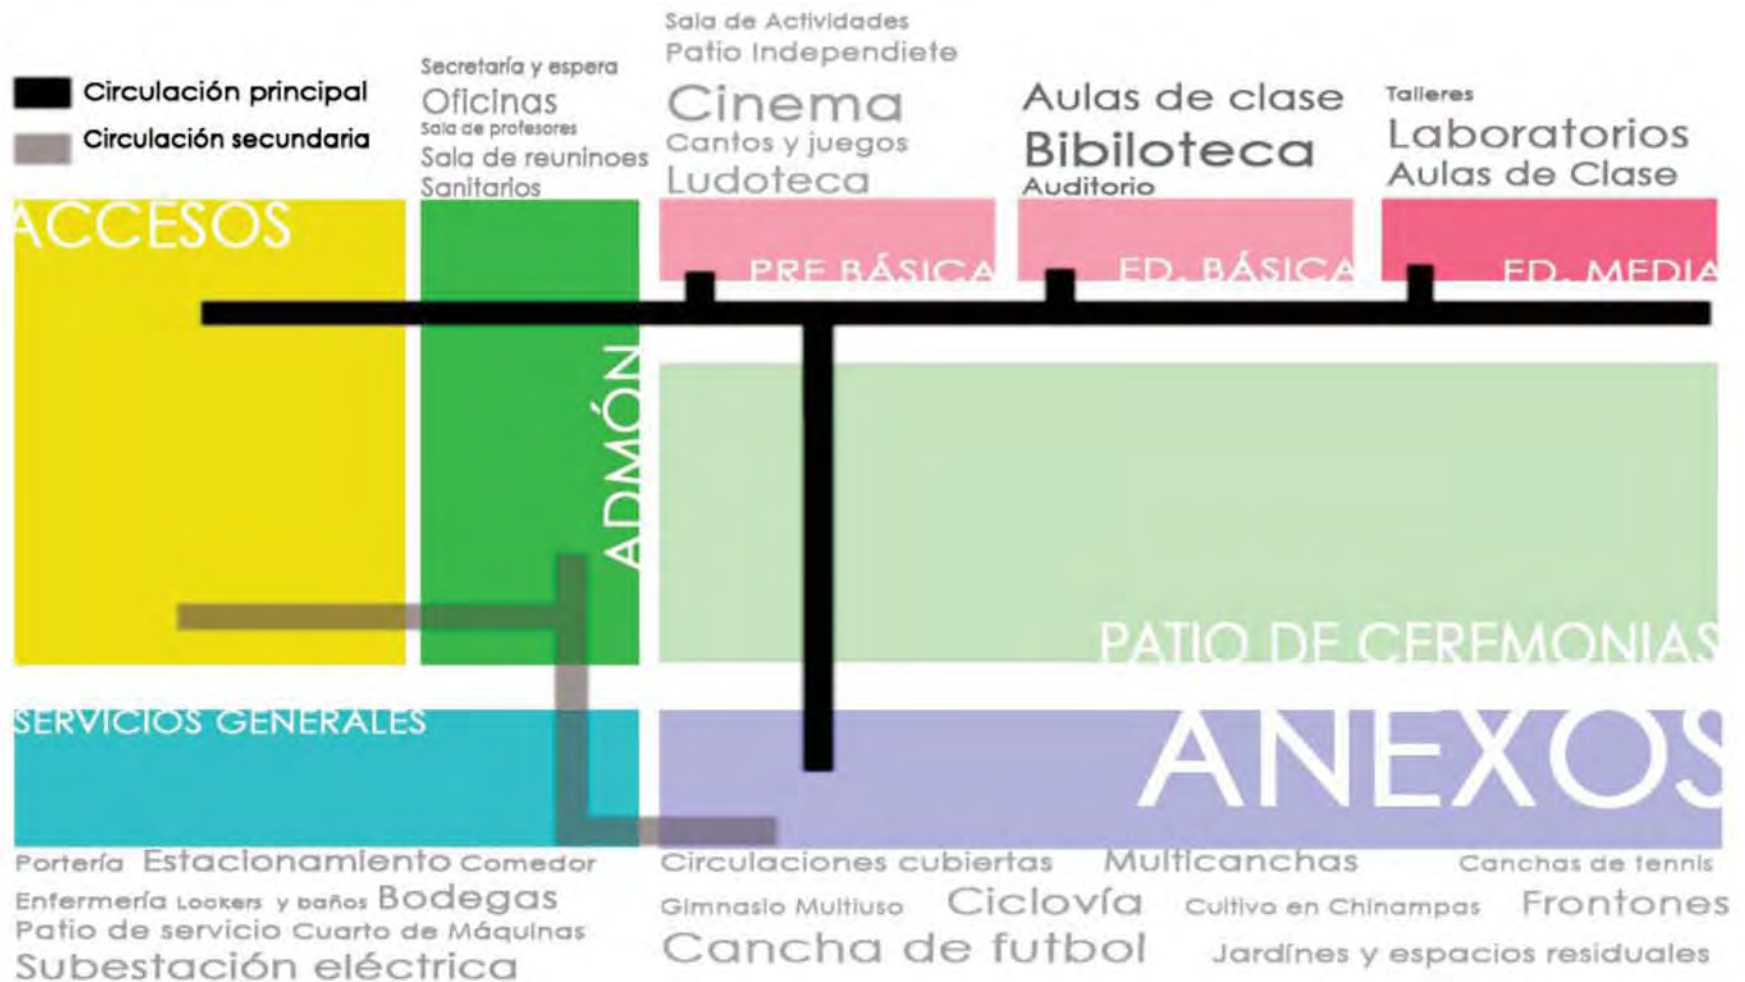 Circulación principal
Circulación secundaria
Secretaría y espera
Oficinas
Sala de profesores
Sala de reuninoes
Sanitarios
Sala de Actividades
Patio Independiete
Cinema
Cantos y juegos
Ludoteca
Aulas de clase
Bibiloteca
Auditorio
Talleres
Laboratorios
Aulas de Clase
ACCESOS
ADMÓN
PRE BÁSICA
ED. BÁSICA
ED. MEDIA
PATIO DE CEREMONIAS
SERVICIOS GENERALES
ANEXOS
Portería Estacionamiento Comedor
Enfermería Lockers y baños Bodegas
Patio de servicio Cuarto de Máquinas
Subestación eléctrica
Circulaciones cubiertas Multicanchas Canchas de tennis
Gimnasio Multiuso Ciclovía Cultivo en Chinampas Frontones
Cancha de futbol Jardínes y espacios residuales